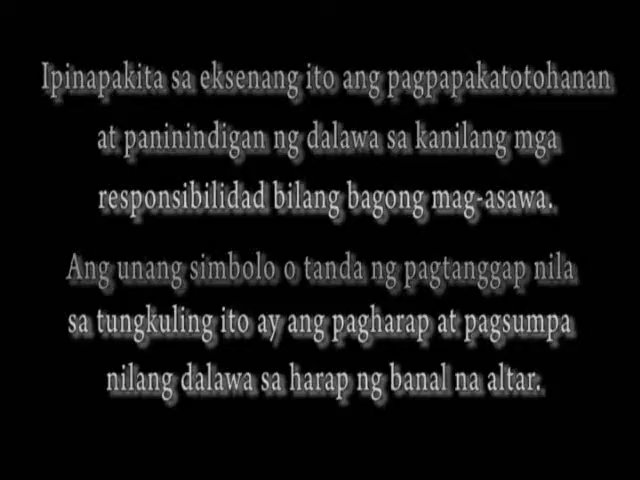 Ipinapakita sa eksenang ito ang pagpapakatotohanan
at paninindigan ng dalawa sa kanilang mga
responsibilidad bilang bagong mag-asawa.
Ang unang simbolo o tanda ng pagtanggap nila
sa tungkuling ito ay ang pagharap at pagsumpa
nilang dalawa sa harap ng banal na altar.